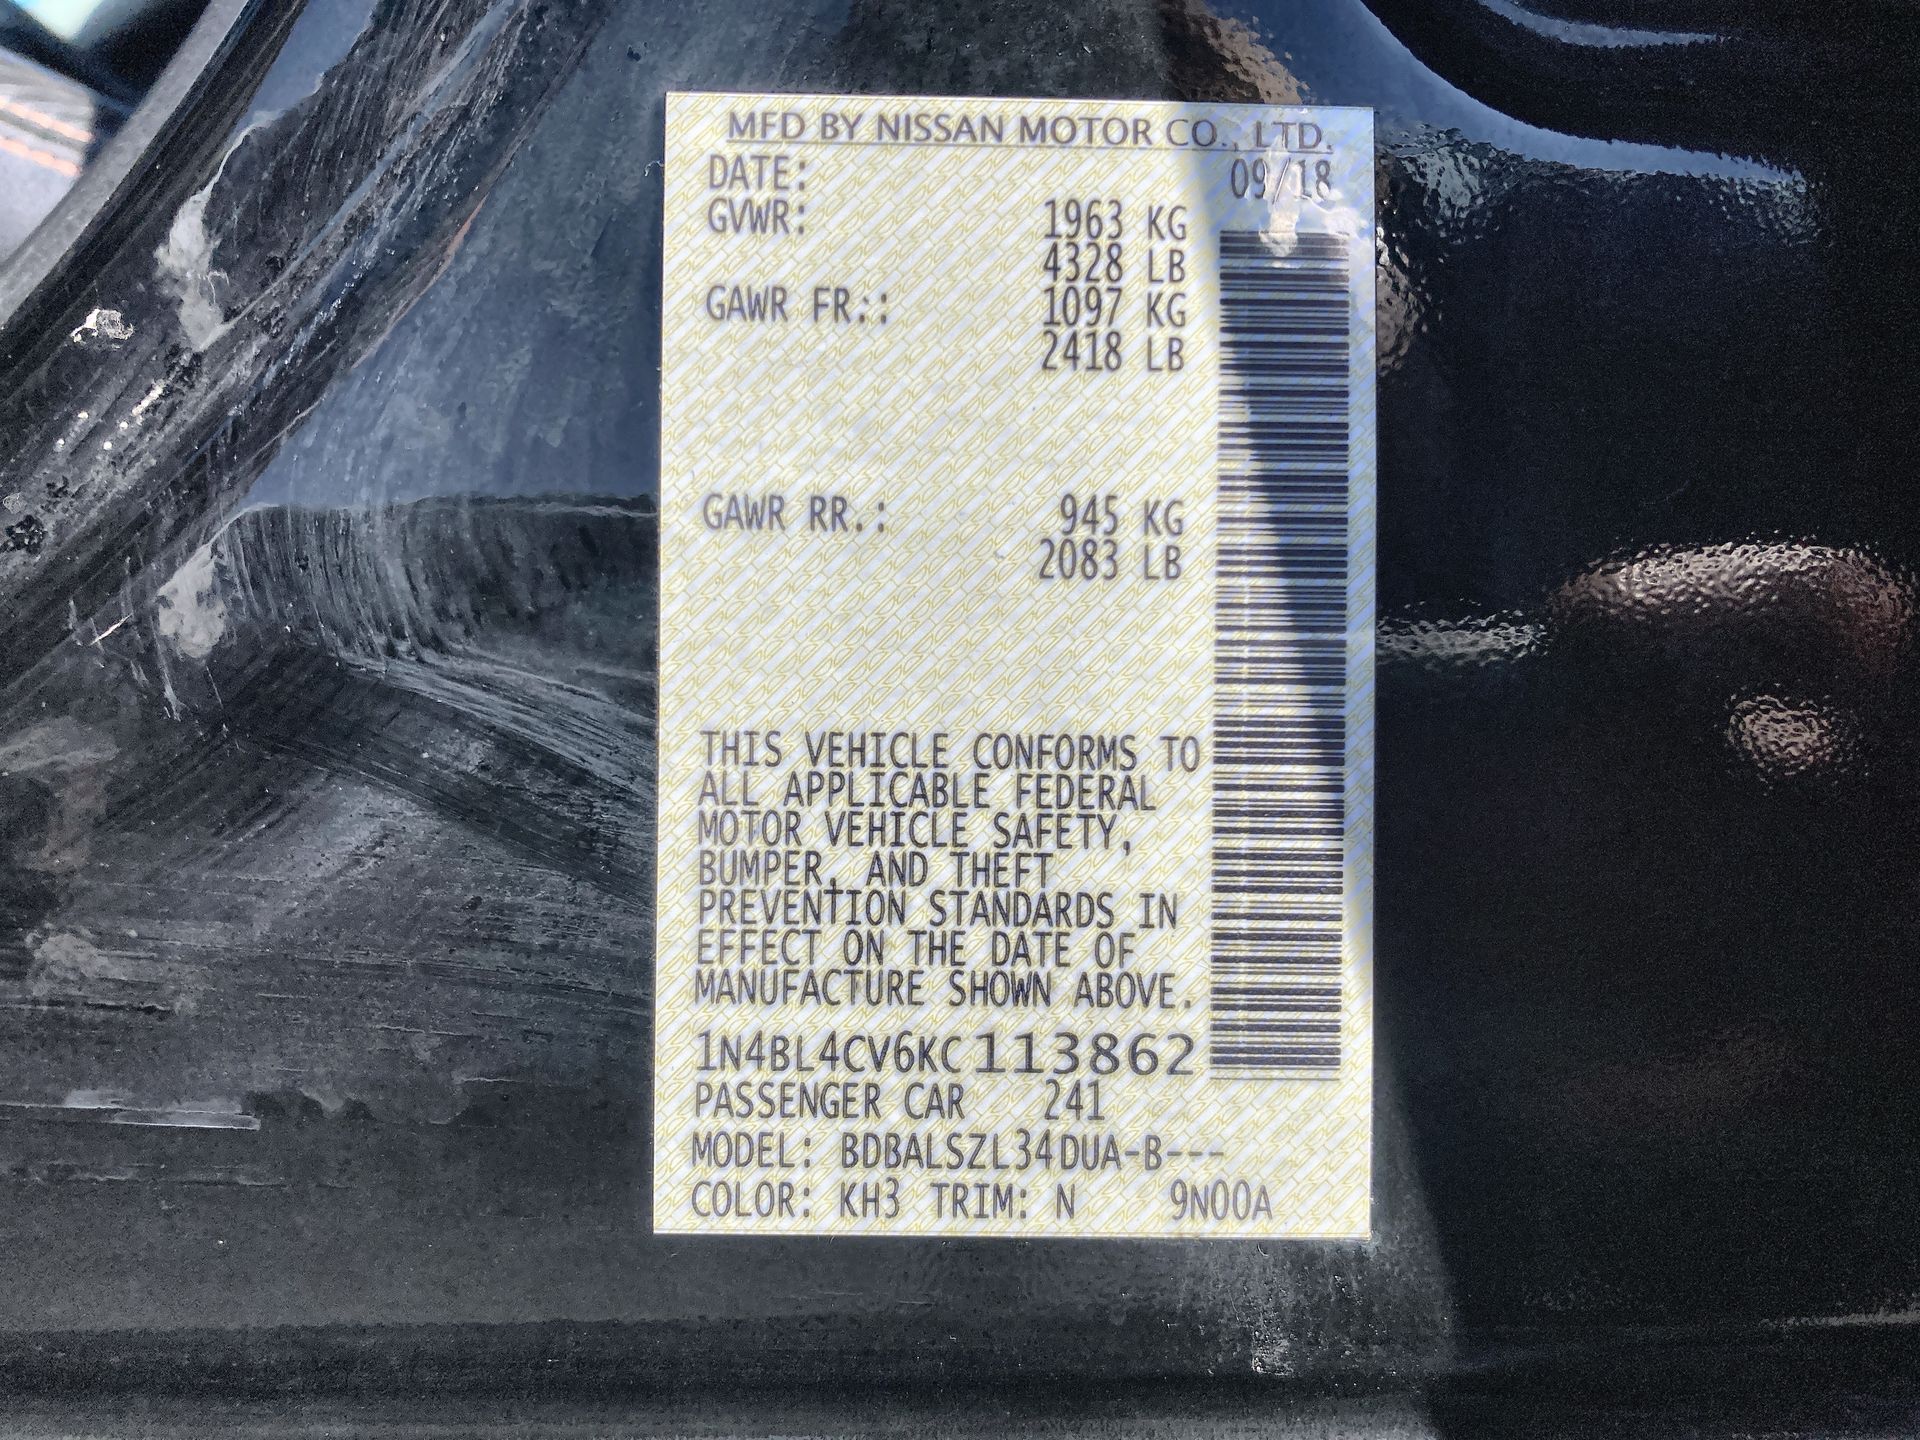 MFD BY NISSAN MOTOR CO., LTD.
DATE: 09/18
GVWR: 1963 KG
4328 LB
GAWR FR.: 1097 KG
2418 LB
GAWR RR.: 945 KG
2083 LB
THIS VEHICLE CONFORMS TO
ALL APPLICABLE FEDERAL
MOTOR VEHICLE SAFETY,
BUMPER, AND THEFT
PREVENTION STANDARDS IN
EFFECT ON THE DATE OF
MANUFACTURE SHOWN ABOVE.
1N4BL4CV6KC113862
PASSENGER CAR 241
MODEL: BDBALSZL34DUA-B---
COLOR: KH3 TRIM: N 9N00A